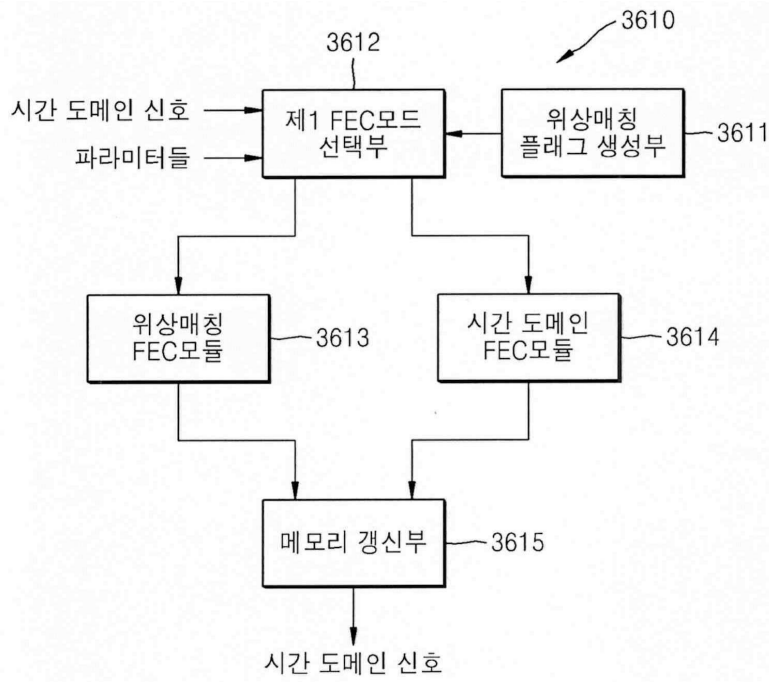 3610
3612
시간 도메인 신호
파라미터들
제1 FEC모드
선택부
위상매칭
플래그 생성부
3611
위상매칭
FEC모듈
3613
시간 도메인
FEC모듈
3614
메모리 갱신부
3615
시간 도메인 신호